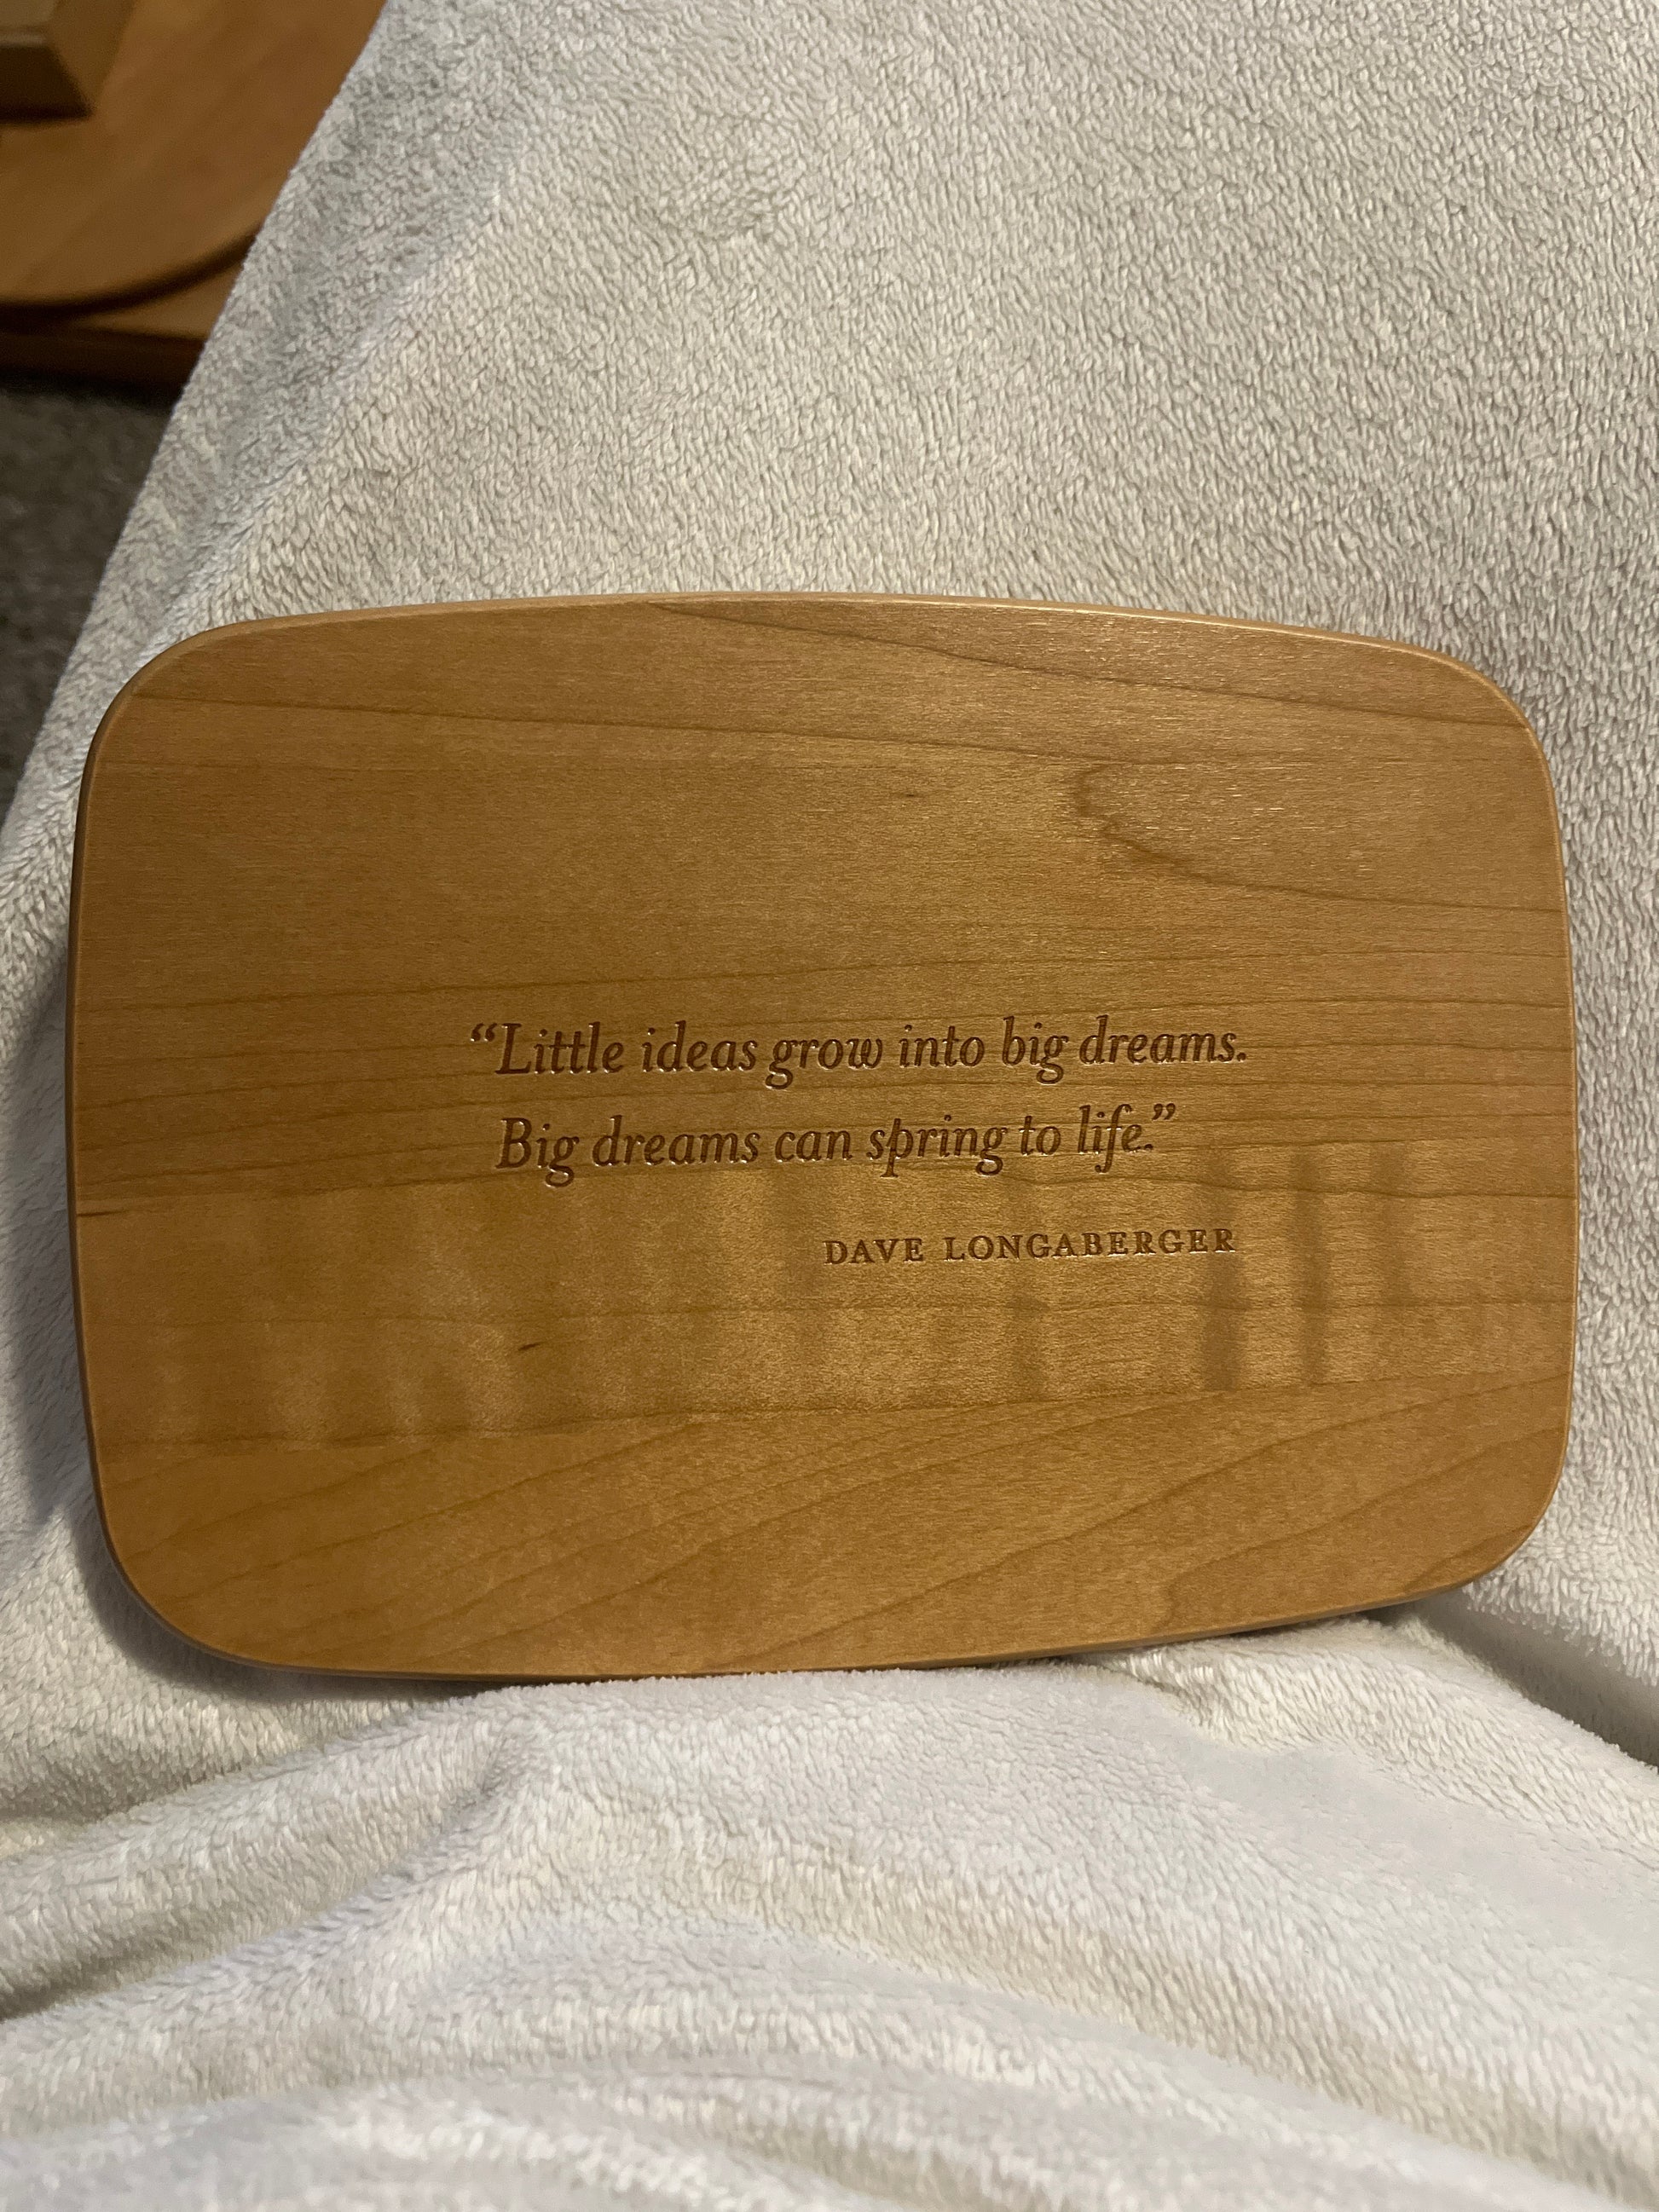 “Little ideas grow into big dreams.
Big dreams can spring to life.”
DAVE LONGABERGER